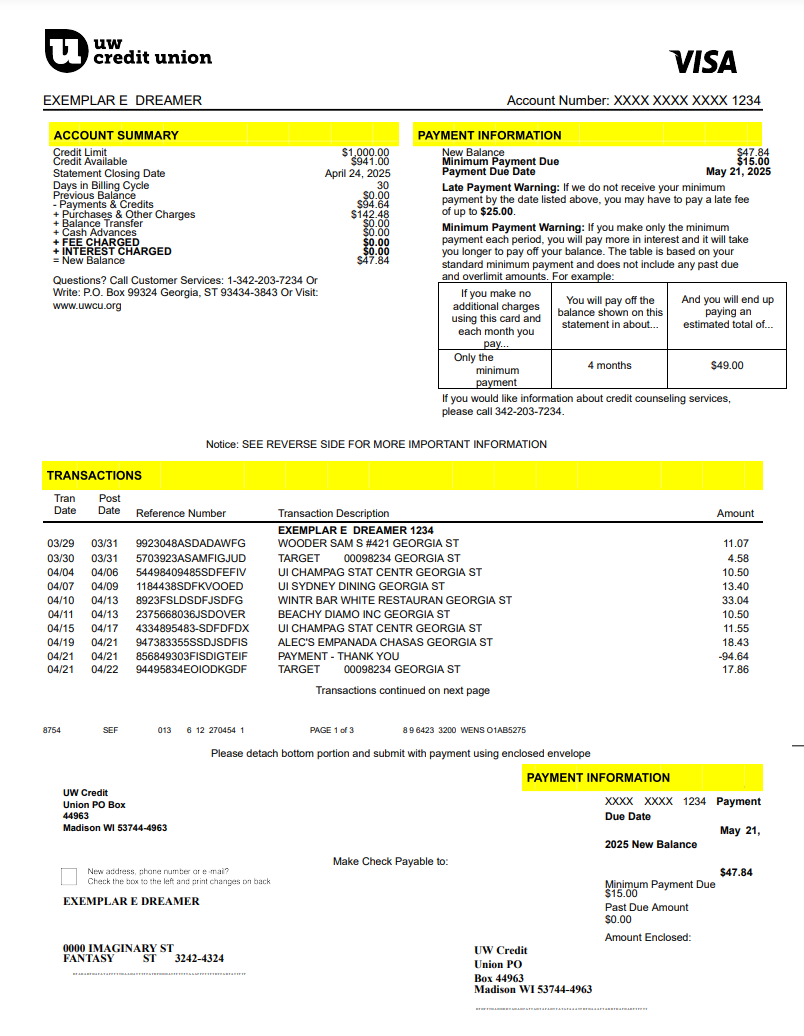 uw
credit union
VISA
EXEMPLAR E DREAMER Account Number: XXXX XXXX XXXX 1234
ACCOUNT SUMMARY
Credit Limit $1,000.00
Credit Available $941.00
Statement Closing Date April 24, 2025
Days in Billing Cycle 30
Previous Balance $0.00
- Payments & Credits $94.64
+ Purchases & Other Charges $142.48
+ Balance Transfer $0.00
+ Cash Advances $0.00
+ FEE CHARGED $0.00
+ INTEREST CHARGED $0.00
= New Balance $47.84
Questions? Call Customer Services: 1-342-203-7234 Or
Write: P.O. Box 99324 Georgia, ST 93434-3843 Or Visit:
www.uwcu.org
PAYMENT INFORMATION
New Balance $47.84
Minimum Payment Due $15.00
Payment Due Date May 21, 2025
Late Payment Warning: If we do not receive your minimum
payment by the date listed above, you may have to pay a late fee
of up to $25.00.
Minimum Payment Warning: If you make only the minimum
payment each period, you will pay more in interest and it will take
you longer to pay off your balance. The table is based on your
standard minimum payment and does not include any past due
and overlimit amounts. For example:
If you make no
additional charges
using this card and
each month you
pay...
You will pay off the
balance shown on this
statement in about...
And you will end up
paying an
estimated total of...
Only the
minimum
payment
4 months
$49.00
If you would like information about credit counseling services,
please call 342-203-7234.
Notice: SEE REVERSE SIDE FOR MORE IMPORTANT INFORMATION
TRANSACTIONS
Tran Date Post Date Reference Number Transaction Description Amount
EXEMPLAR E DREAMER 1234
03/29 03/31 9923048ASDADAWFG WOODER SAM S #421 GEORGIA ST 11.07
03/30 03/31 5703923ASAMFIGJUD TARGET 00098234 GEORGIA ST 4.58
04/04 04/06 54498409485SDFEFIV UI CHAMPAG STAT CENTR GEORGIA ST 10.50
04/07 04/09 1184438SDFKVOOED UI SYDNEY DINING GEORGIA ST 13.40
04/10 04/13 8923FSLDSDFJSDFG WINTR BAR WHITE RESTAURAN GEORGIA ST 33.04
04/11 04/13 2375668036JSDOVER BEACHY DIAMO INC GEORGIA ST 10.50
04/15 04/17 4334895483-SDFDFDX UI CHAMPAG STAT CENTR GEORGIA ST 11.55
04/19 04/21 947383355SSDJSDFIS ALEC'S EMPANADA CHASAS GEORGIA ST 18.43
04/21 04/21 856849303FISDIGTEIF PAYMENT - THANK YOU -94.64
04/21 04/22 94495834EOIODKGDF TARGET 00098234 GEORGIA ST 17.86
Transactions continued on next page
8754 SEF 013 6 12 270454 1 PAGE 1 of 3 8 9 6423 3200 WENS O1AB5275
Please detach bottom portion and submit with payment using enclosed envelope
UW Credit
Union PO Box
44963
Madison WI 53744-4963
PAYMENT INFORMATION
XXXX XXXX 1234 Payment
Due Date
May 21,
2025 New Balance
$47.84
Minimum Payment Due
$15.00
Past Due Amount
$0.00
Amount Enclosed:
Make Check Payable to:
New address, phone number or e-mail?
Check the box to the left and print changes on back
EXEMPLAR E DREAMER
0000 IMAGINARY ST
FANTASY ST 3242-4324
UW Credit
Union PO
Box 44963
Madison WI 53744-4963